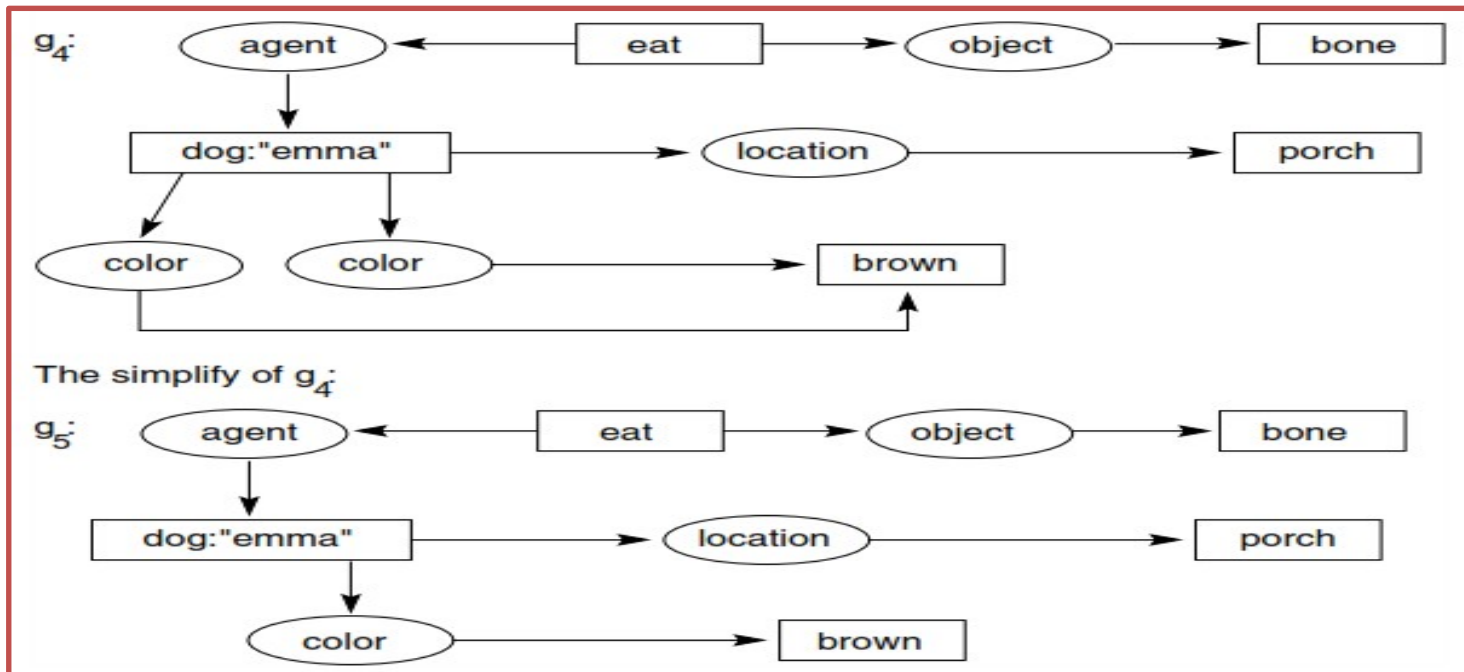 g4: agent eat object bone
dog:"emma" location porch
color color brown
The simplify of g4:
g5: agent eat object bone
dog:"emma" location porch
color brown